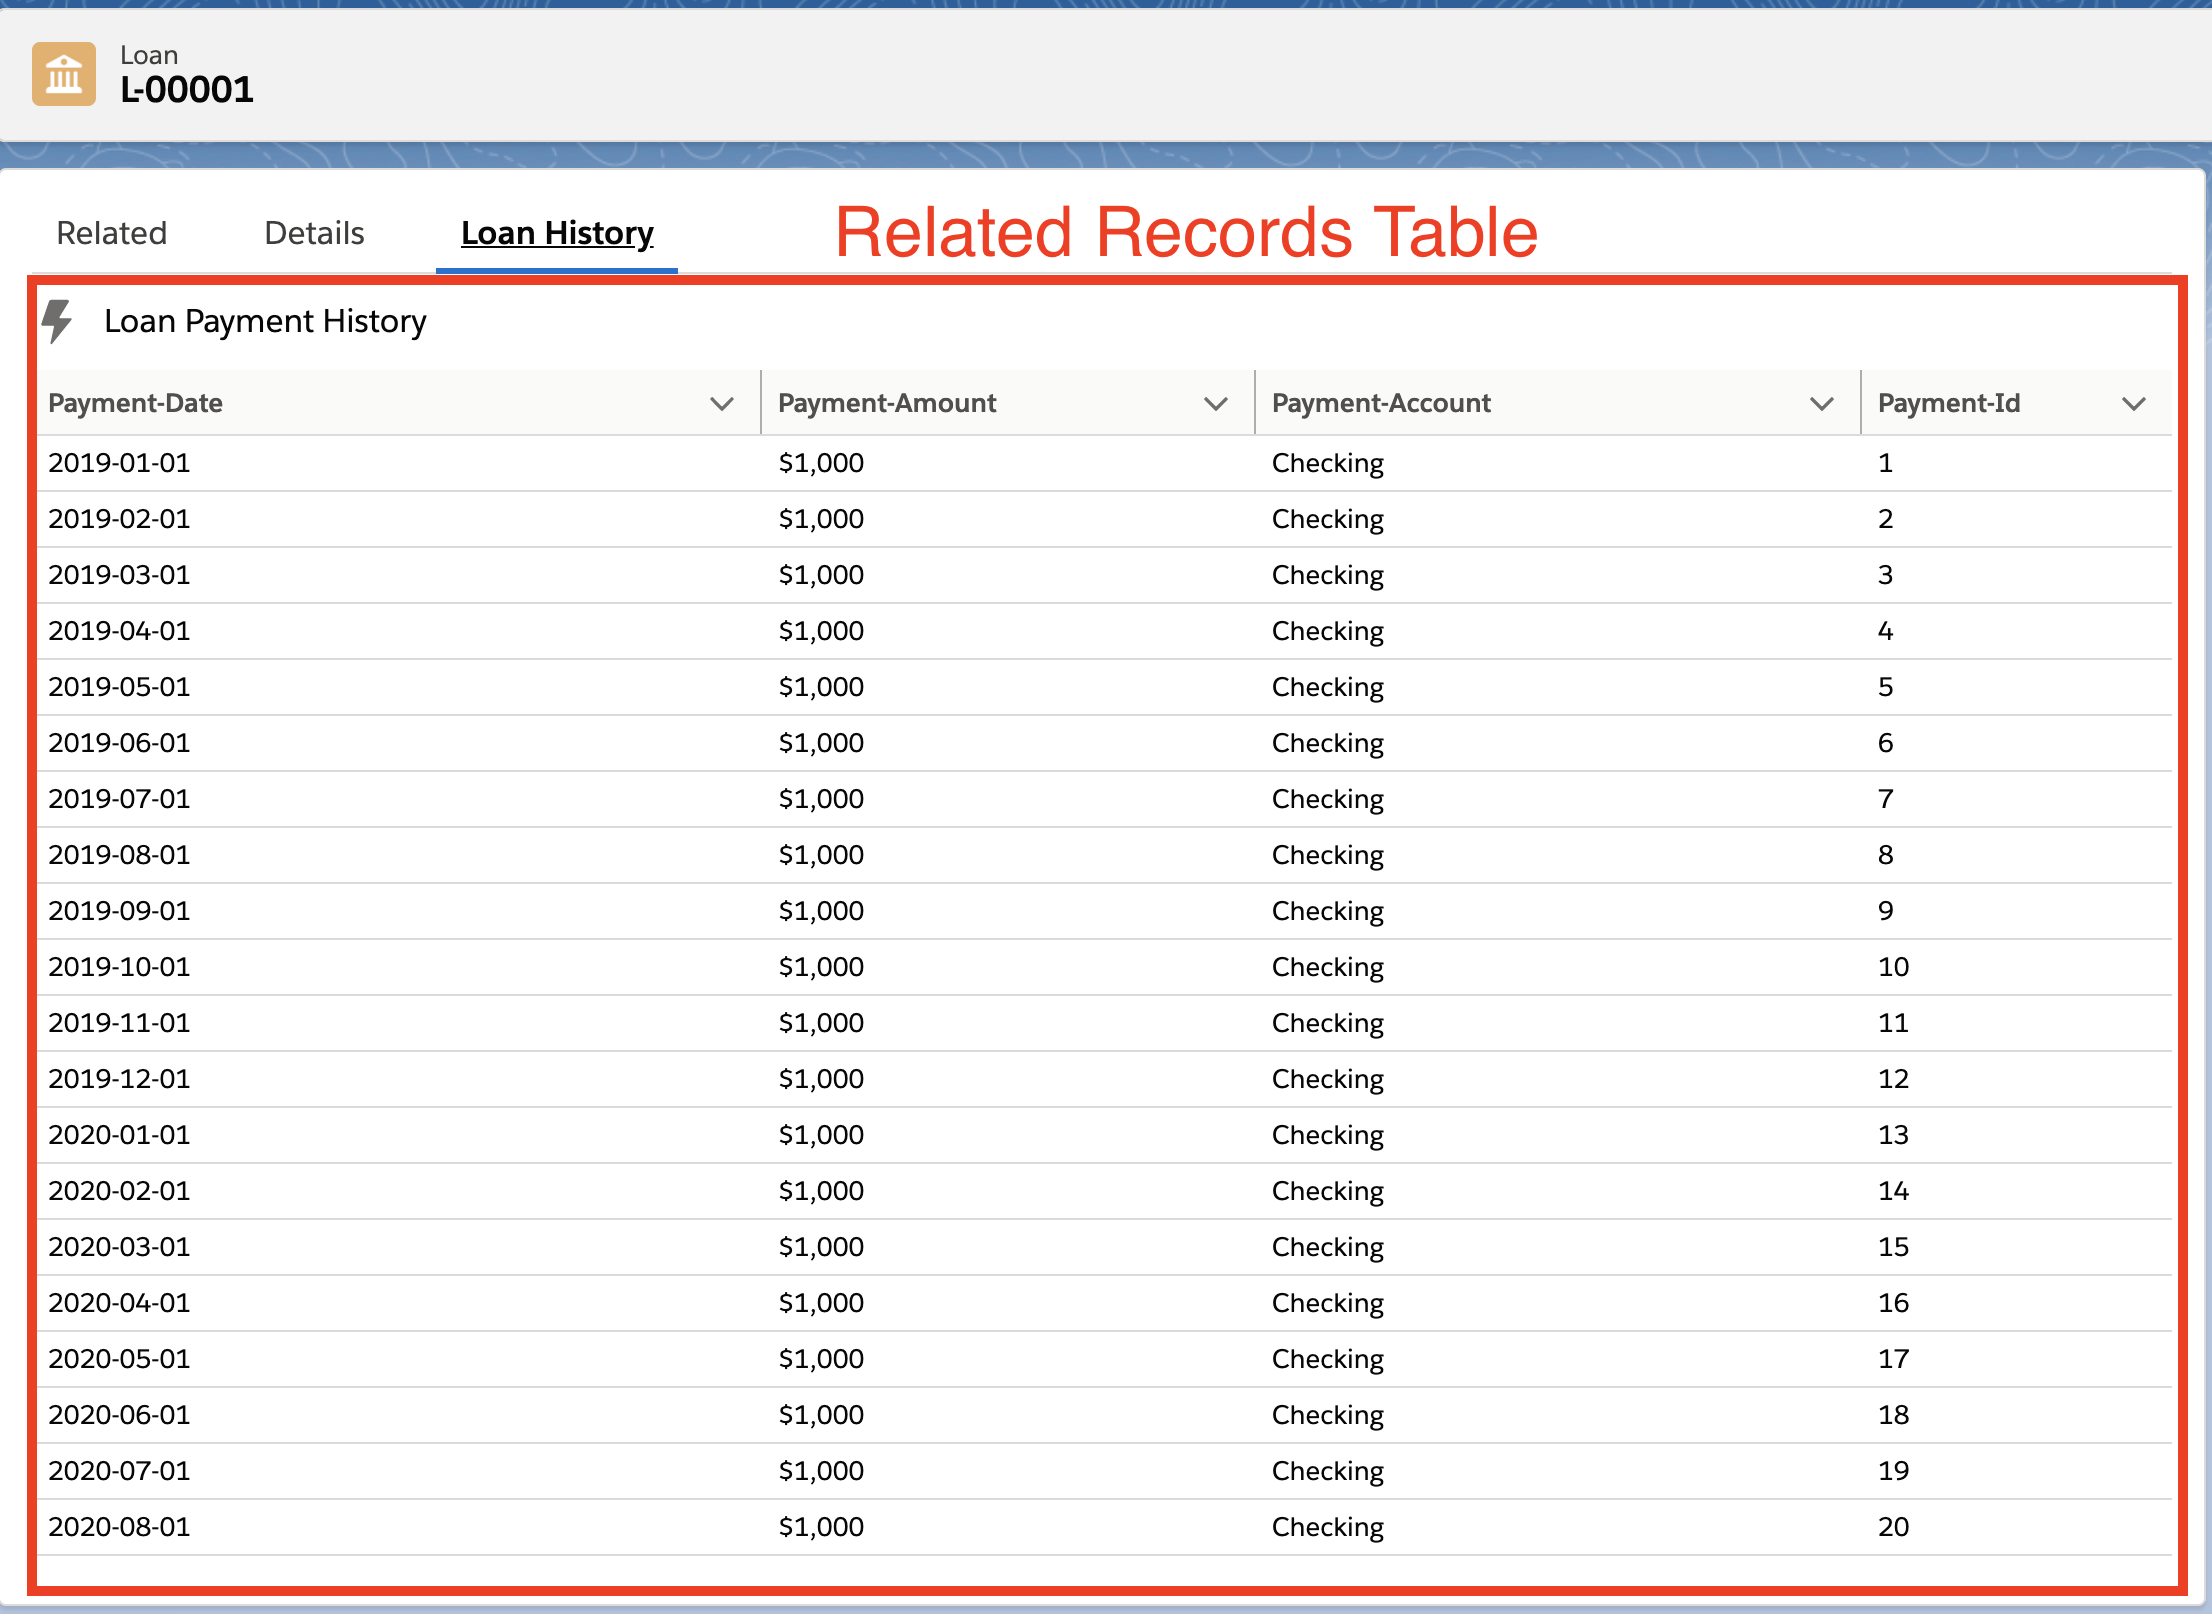 Loan
L-00001
Related Details Loan History Related Records Table
Loan Payment History
Payment-Date Payment-Amount Payment-Account Payment-Id
2019-01-01 $1,000 Checking 1
2019-02-01 $1,000 Checking 2
2019-03-01 $1,000 Checking 3
2019-04-01 $1,000 Checking 4
2019-05-01 $1,000 Checking 5
2019-06-01 $1,000 Checking 6
2019-07-01 $1,000 Checking 7
2019-08-01 $1,000 Checking 8
2019-09-01 $1,000 Checking 9
2019-10-01 $1,000 Checking 10
2019-11-01 $1,000 Checking 11
2019-12-01 $1,000 Checking 12
2020-01-01 $1,000 Checking 13
2020-02-01 $1,000 Checking 14
2020-03-01 $1,000 Checking 15
2020-04-01 $1,000 Checking 16
2020-05-01 $1,000 Checking 17
2020-06-01 $1,000 Checking 18
2020-07-01 $1,000 Checking 19
2020-08-01 $1,000 Checking 20